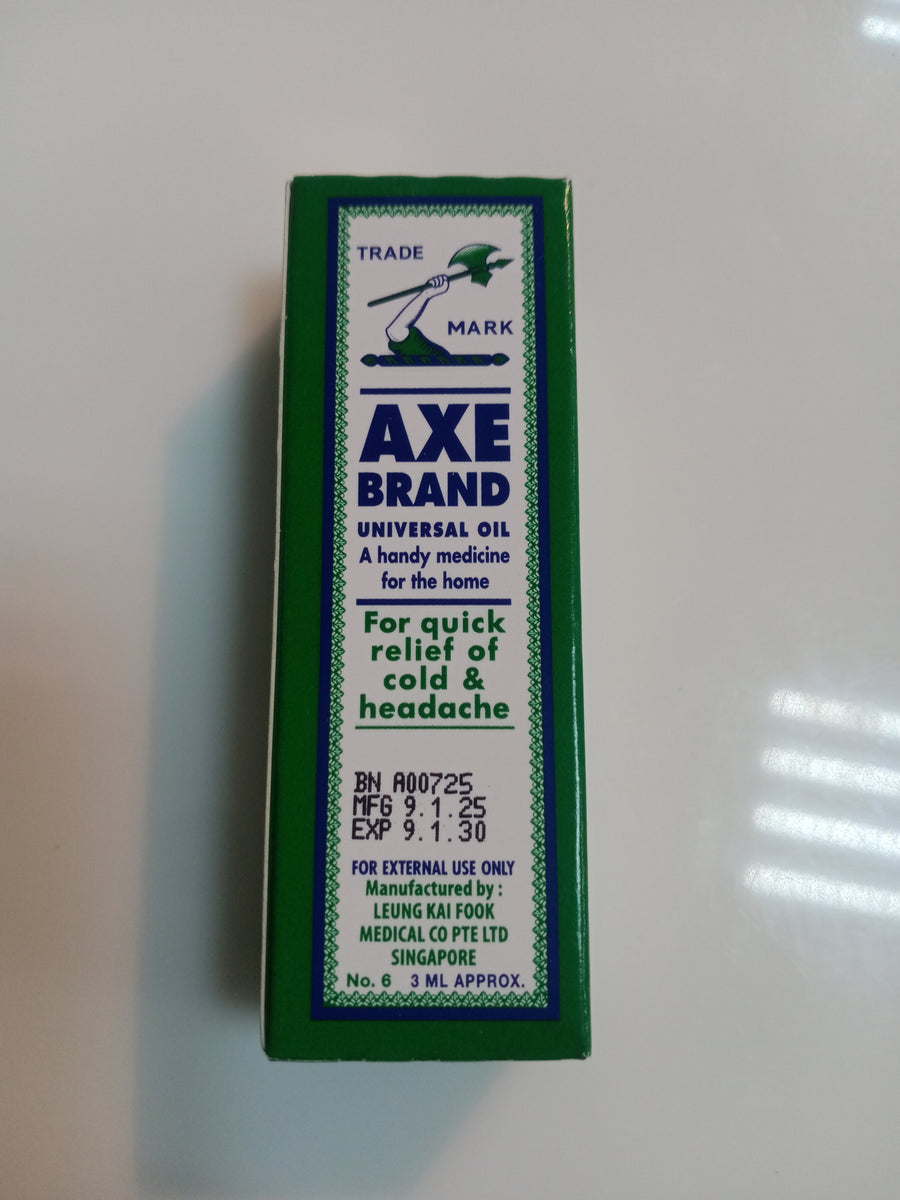 TRADE
MARK
AXE
BRAND
UNIVERSAL OIL
A handy medicine
for the home
For quick
relief of
cold &
headache
BN A00725
MFG 9.1.25
EXP 9.1.30
FOR EXTERNAL USE ONLY
Manufactured by :
LEUNG KAI FOOK
MEDICAL CO PTE LTD
SINGAPORE
No. 6 3 ML APPROX.